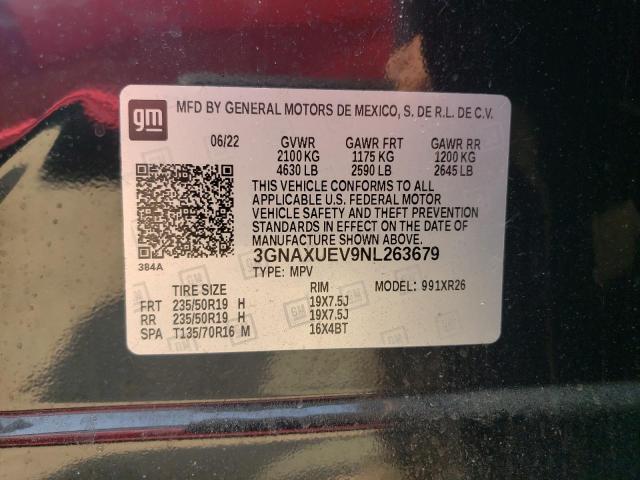 gm MFD BY GENERAL MOTORS DE MEXICO, S. DE R.L. DE C.V.
06/22 GVWR GAWR FRT GAWR RR
2100 KG 1175 KG 1200 KG
4630 LB 2590 LB 2645 LB
THIS VEHICLE CONFORMS TO ALL
APPLICABLE U.S. FEDERAL MOTOR
VEHICLE SAFETY AND THEFT PREVENTION
STANDARDS IN EFFECT ON THE DATE OF
MANUFACTURE SHOWN ABOVE.
3GNAXUEV9NL263679
384A
TYPE: MPV
TIRE SIZE RIM MODEL: 991XR26
FRT 235/50R19 H 19X7.5J
RR 235/50R19 H 19X7.5J
SPA T135/70R16 M 16X4BT